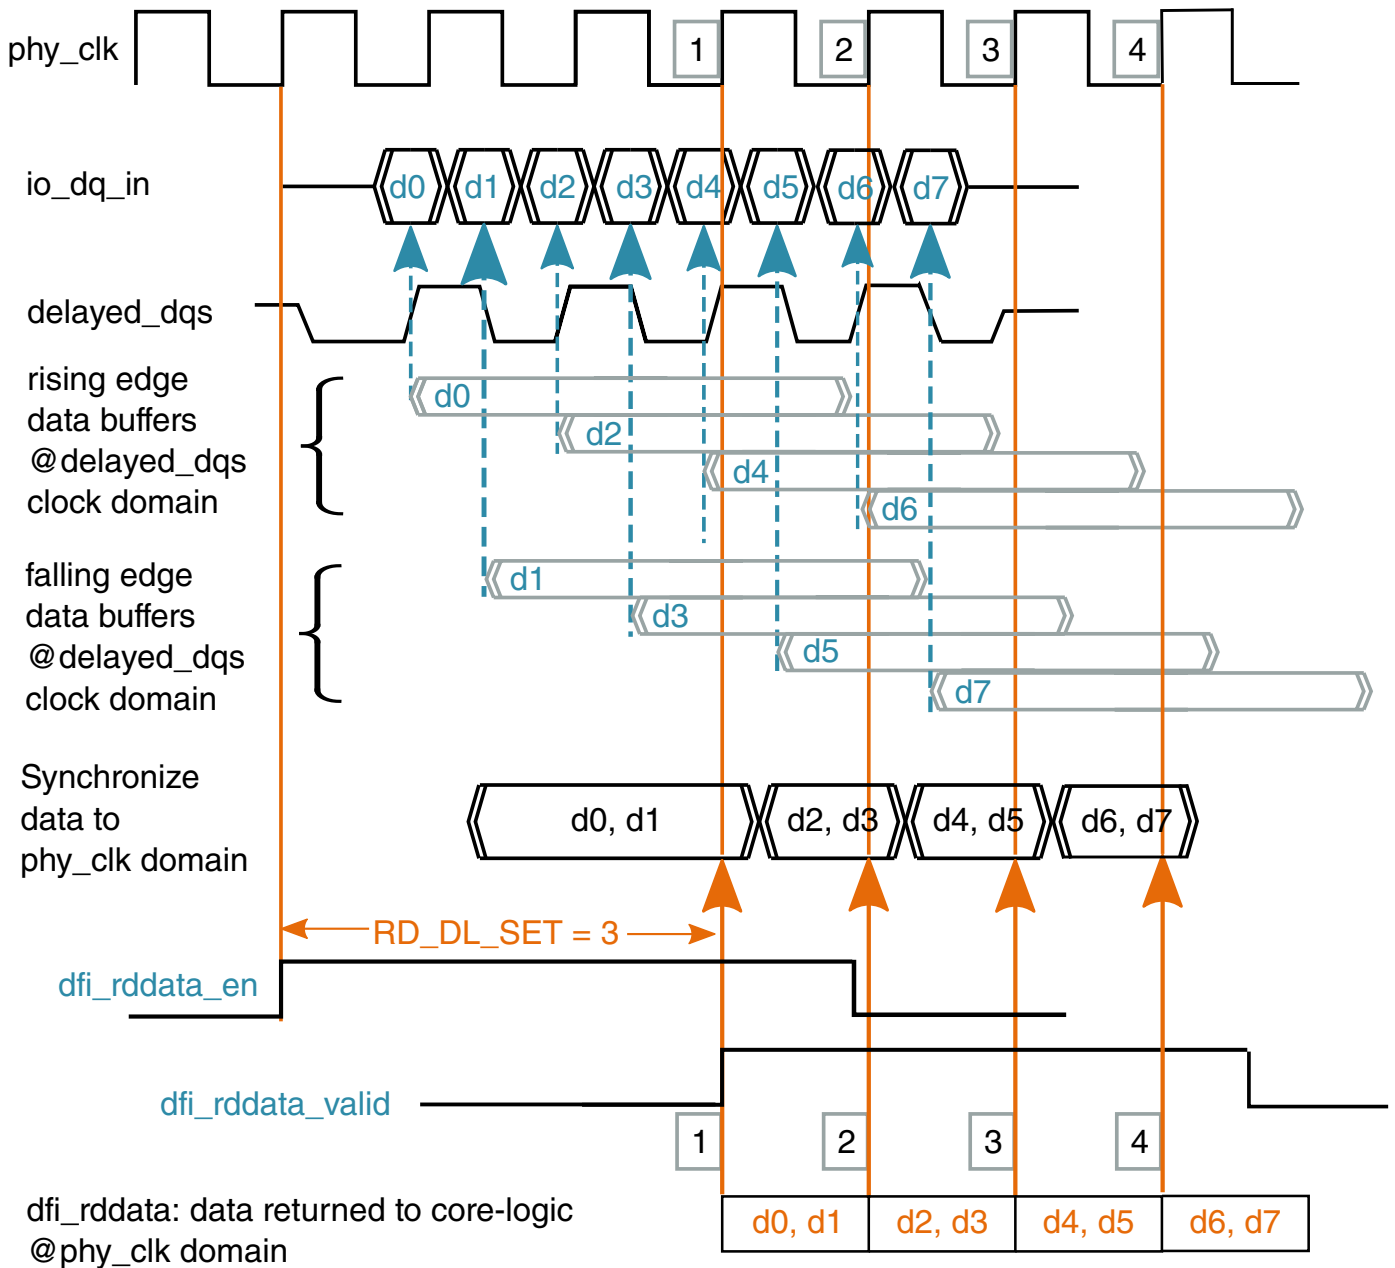 phy_clk
1 2 3 4
io_dq_in
d0 d1 d2 d3 d4 d5 d6 d7
delayed_dqs
rising edge
data buffers
@delayed_dqs
clock domain
d0
d2
d4
d6
falling edge
data buffers
@delayed_dqs
clock domain
d1
d3
d5
d7
Synchronize
data to
phy_clk domain
d0, d1 d2, d3 d4, d5 d6, d7
RD_DL_SET = 3
dfi_rddata_en
dfi_rddata_valid
1 2 3 4
dfi_rddata: data returned to core-logic
@phy_clk domain
d0, d1 d2, d3 d4, d5 d6, d7